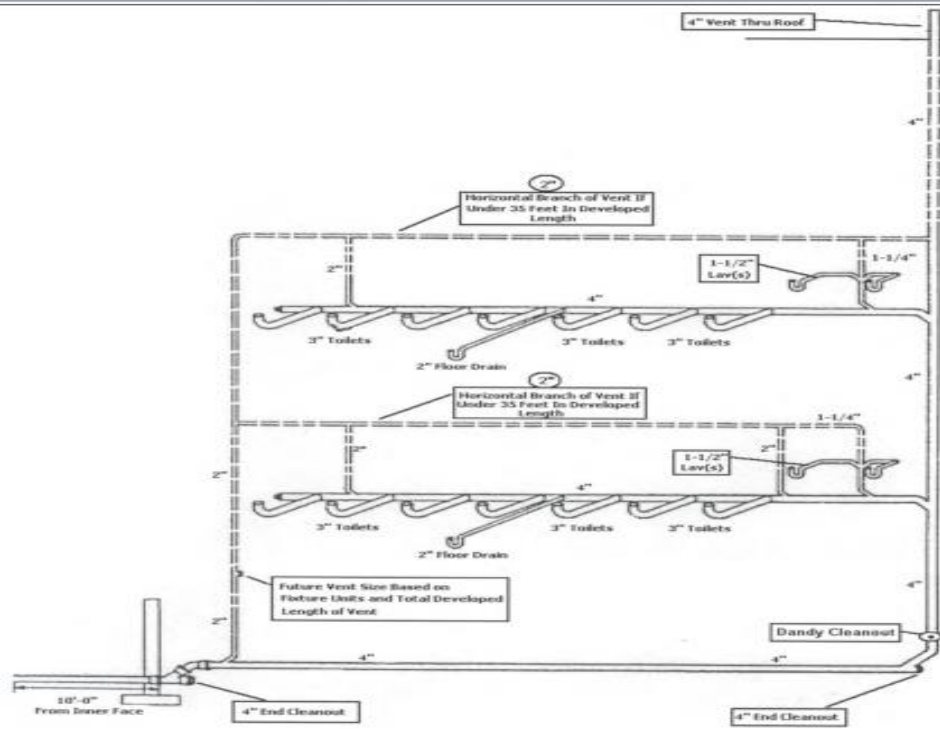 4" Vent Thru Roof
4"
2"
Horizontal Branch of Vent If
Under 35 Feet In Developed
Length
2"
1-1/2"
Lav(s)
1-1/4"
4"
3" Toilets
3" Toilets
3" Toilets
2" Floor Drain
4"
2"
Horizontal Branch of Vent If
Under 35 Feet In Developed
Length
1-1/4"
2"
2"
2"
1-1/2"
Lav(s)
4"
3" Toilets
3" Toilets
3" Toilets
2" Floor Drain
4"
Future Vent Size Based on
Fixture Units and Total Developed
Length of Vent
2"
Dandy Cleanout
4"
4"
10'-0"
From Inner Face
4" End Cleanout
4" End Cleanout